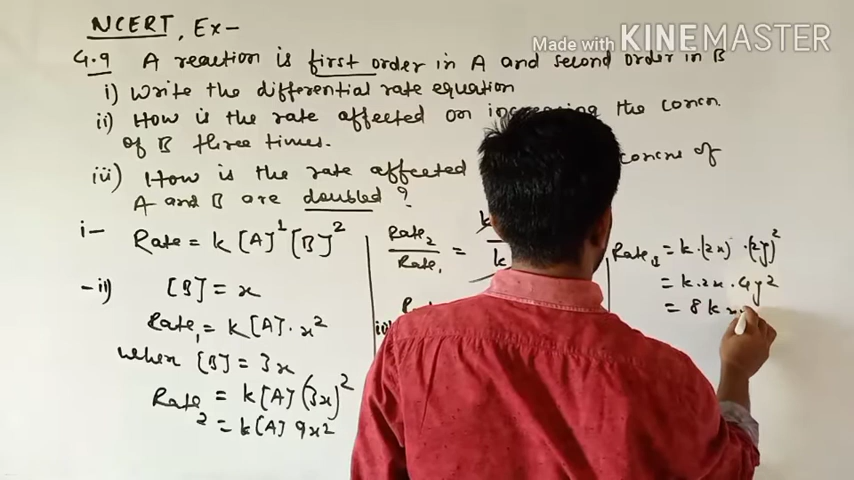 NCERT, Ex-
Made with KINEMASTER
4.9 A reaction is first order in A and second order in B
i) Write the differential rate equation
ii) How is the rate affected on increasing the concn.
of B three times.
iii) How is the rate affected concns of
A and B are doubled?
i- Rate = k [A]¹ [B]²
-ii) [B] = x
Rate₁ = k [A] . x²
When [B] = 3x
Rate₂ = k [A] (3x)²
= k [A] 9x²
Rate₂ / Rate₁ = k / k
iii)
= k . (2x) . (2y)²
= k . 2x . 4y²
= 8 k x